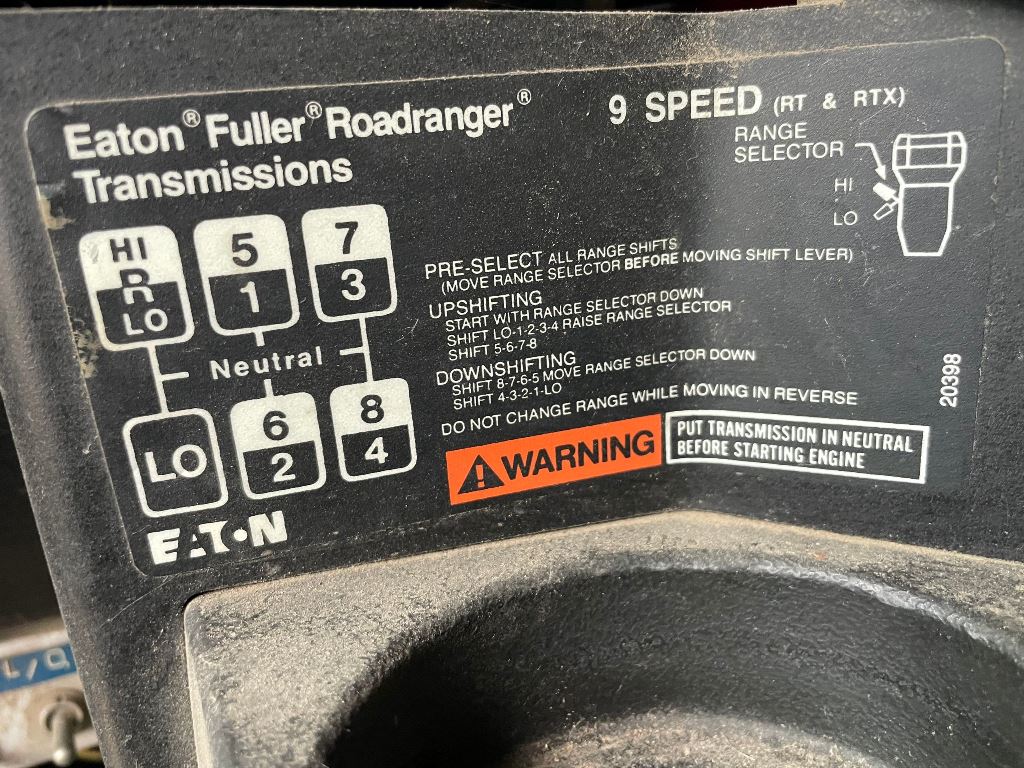 Eaton® Fuller® Roadranger®
Transmissions
9 SPEED (RT & RTX)
RANGE
SELECTOR
HI
LO
HI
R
LO
5
1
7
3
Neutral
LO
6
2
8
4
PRE-SELECT ALL RANGE SHIFTS
(MOVE RANGE SELECTOR BEFORE MOVING SHIFT LEVER)
UPSHIFTING
START WITH RANGE SELECTOR DOWN
SHIFT LO-1-2-3-4 RAISE RANGE SELECTOR
SHIFT 5-6-7-8
DOWNSHIFTING
SHIFT 8-7-6-5 MOVE RANGE SELECTOR DOWN
SHIFT 4-3-2-1-LO
DO NOT CHANGE RANGE WHILE MOVING IN REVERSE
WARNING
PUT TRANSMISSION IN NEUTRAL
BEFORE STARTING ENGINE
20398
EATON
L/Q